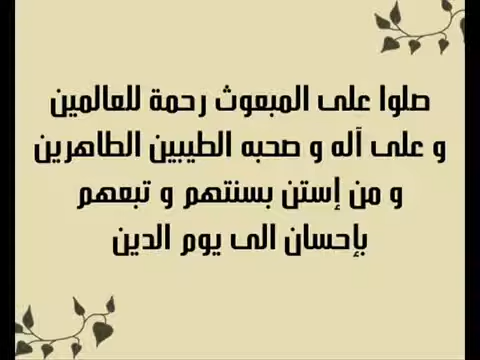 صلوا على المبعوث رحمة للعالمين
و على آله و صحبه الطيبين الطاهرين
و من إستن بسنتهم و تبعهم
بإحسان الى يوم الدين